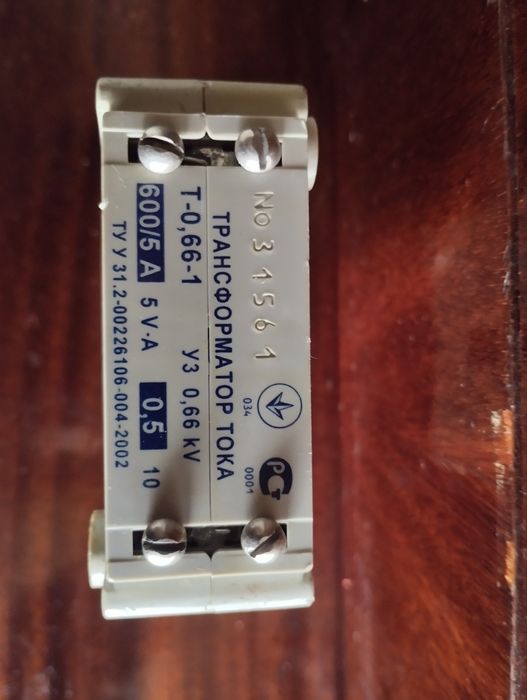 No 31561
034 РСТ 0001
ТРАНСФОРМАТОР ТОКА
Т-0,66-1 У3 0,66 kV
600/5 А 5 V·A 0,5 10
ТУ У 31.2-00226106-004-2002